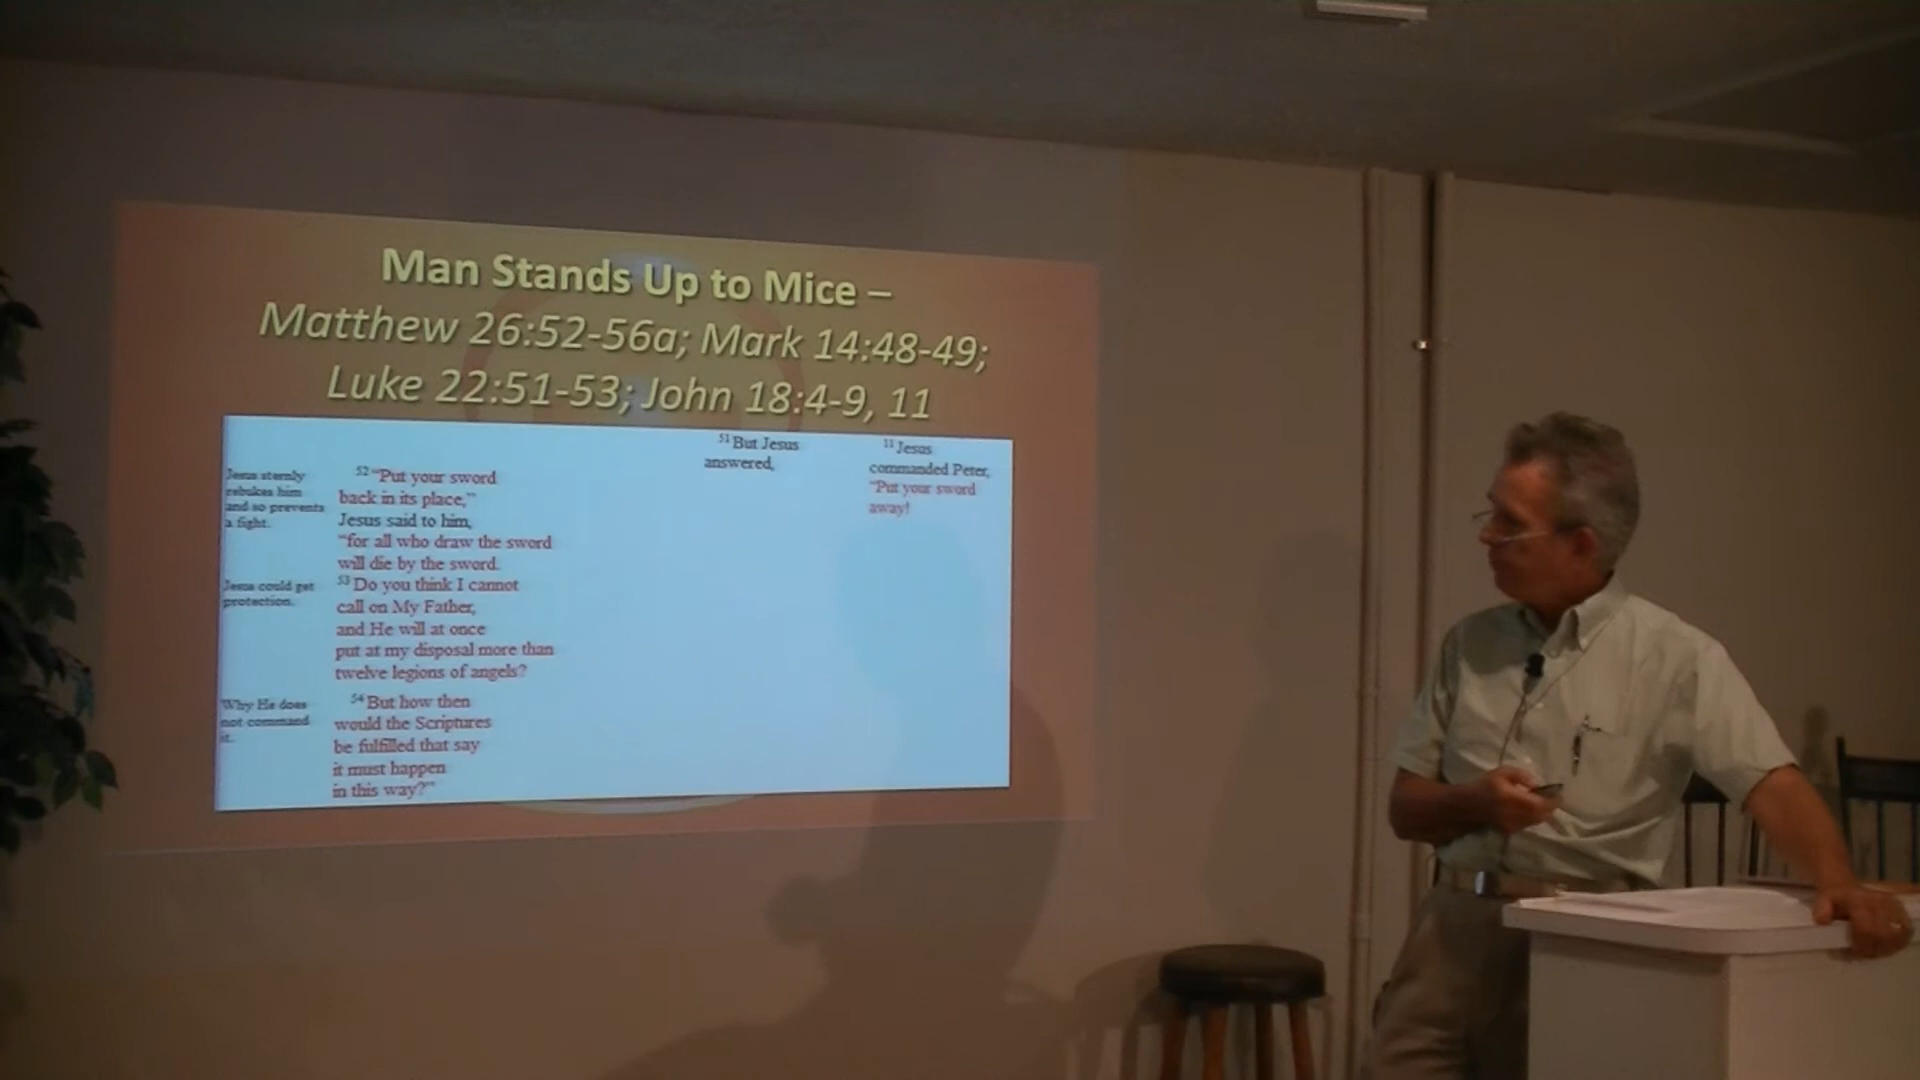 Man Stands Up to Mice –
Matthew 26:52-56a; Mark 14:48-49;
Luke 22:51-53; John 18:4-9, 11
Jesus sternly
rebukes him
and so prevents
a fight.
Jesus could get
protection.
Why He does
not command
it.
52 "Put your sword
back in its place,"
Jesus said to him,
"for all who draw the sword
will die by the sword.
53 Do you think I cannot
call on My Father,
and He will at once
put at my disposal more than
twelve legions of angels?
54 But how then
would the Scriptures
be fulfilled that say
it must happen
in this way?"
51 But Jesus
answered,
11 Jesus
commanded Peter,
"Put your sword
away!